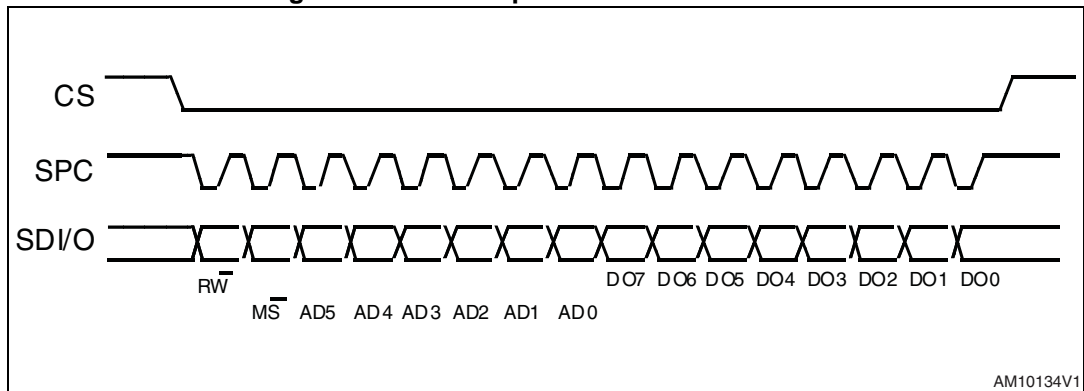 CS
SPC
SDI/O
RW
DO7 DO6 DO5 DO4 DO3 DO2 DO1 DO0
MS AD5 AD4 AD3 AD2 AD1 AD0
AM10134V1